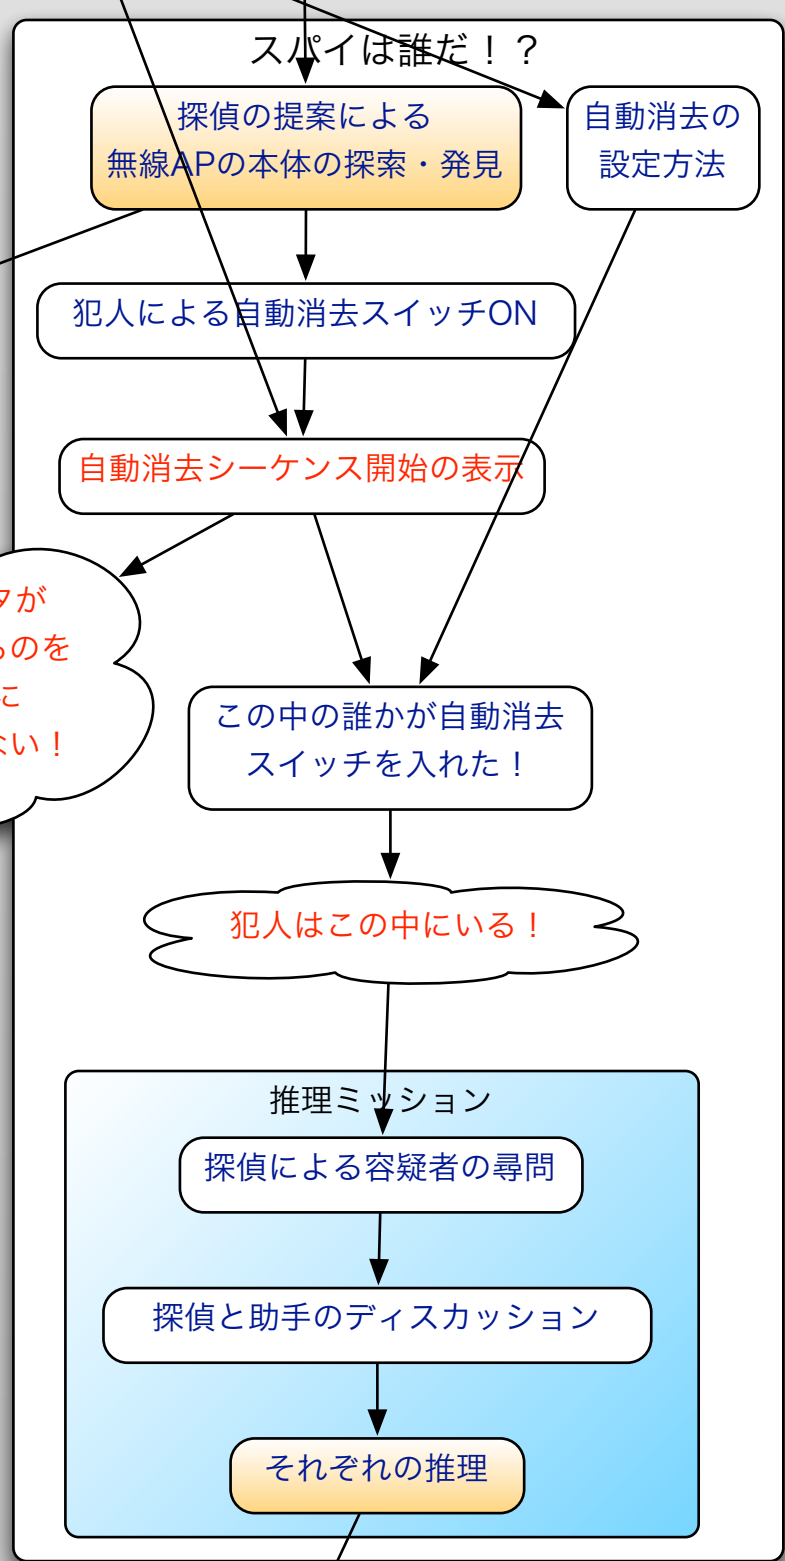 スパイは誰だ！？
探偵の提案による
無線APの本体の探索・発見
自動消去の
設定方法
犯人による自動消去スイッチON
自動消去シーケンス開始の表示
タが
るのを
に
ない！
この中の誰かが自動消去
スイッチを入れた！
犯人はこの中にいる！
推理ミッション
探偵による容疑者の尋問
探偵と助手のディスカッション
それぞれの推理